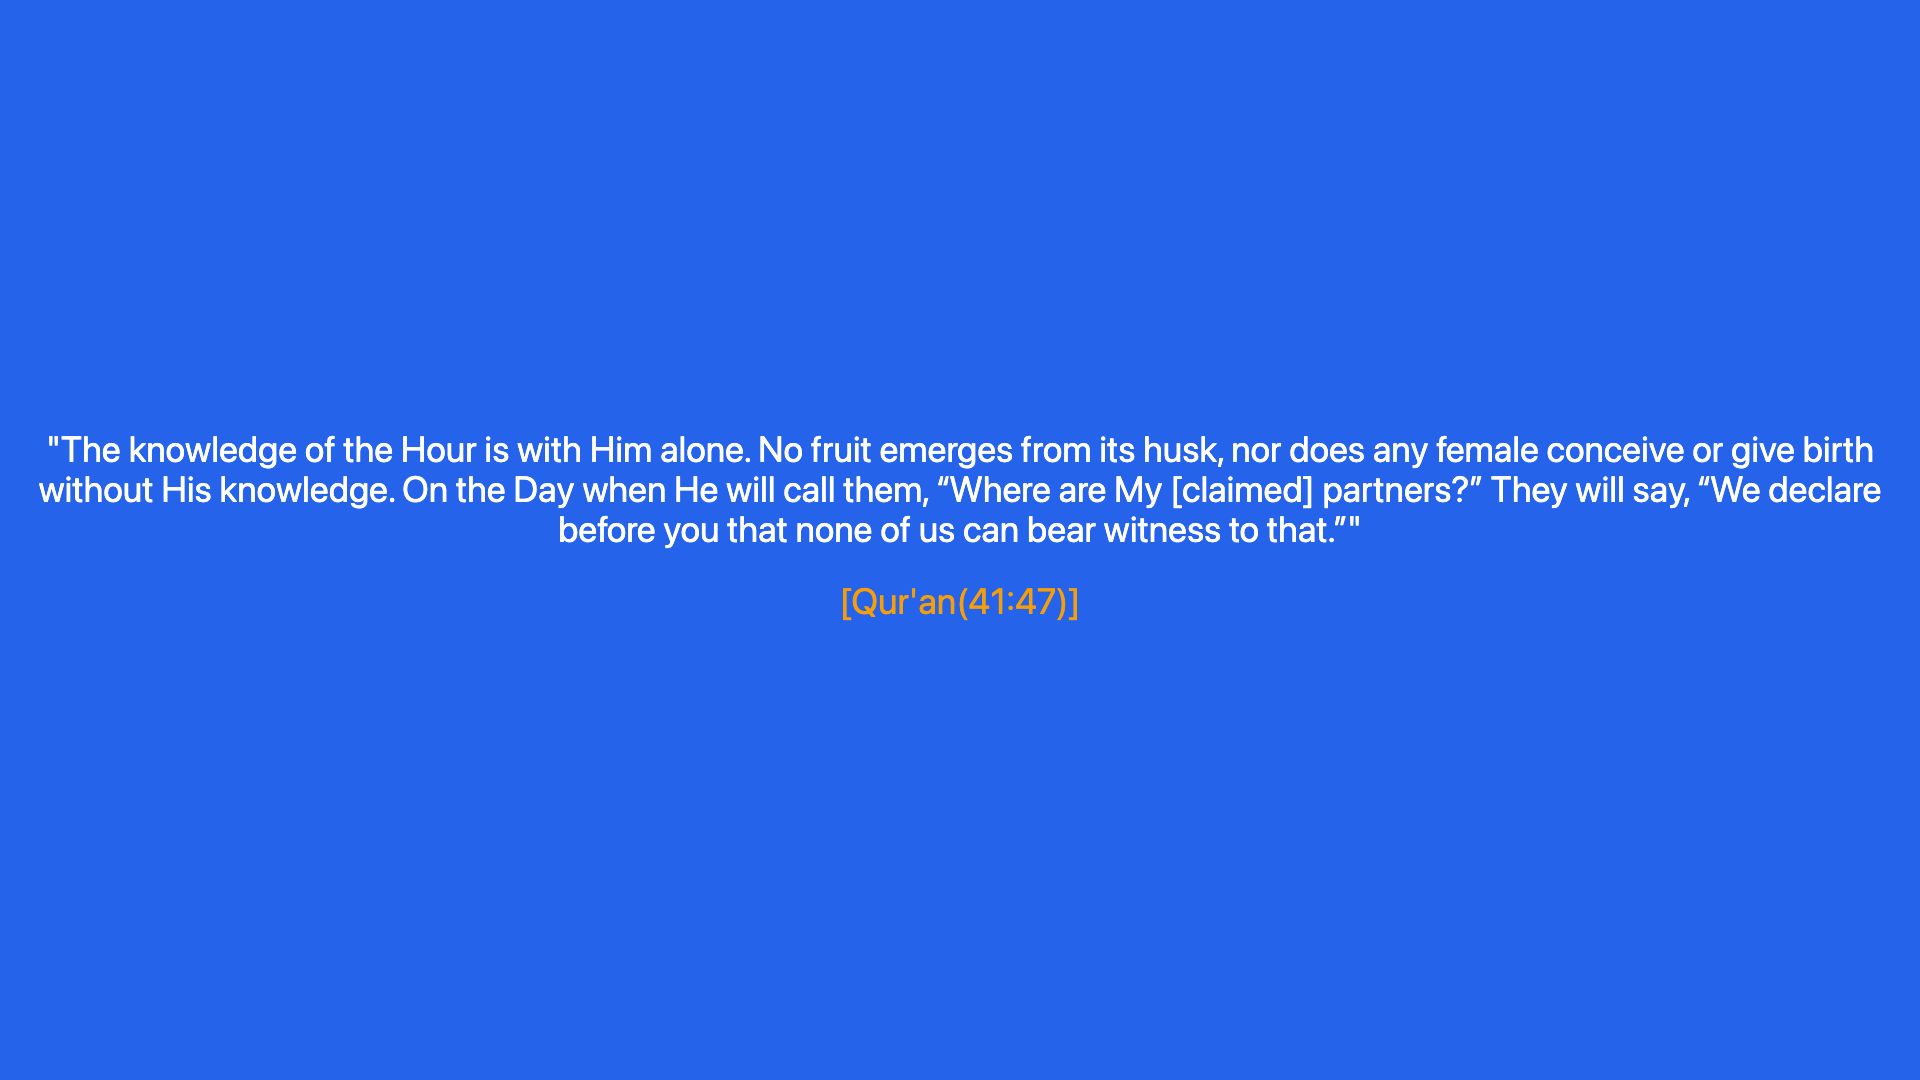 "The knowledge of the Hour is with Him alone. No fruit emerges from its husk, nor does any female conceive or give birth
without His knowledge. On the Day when He will call them, “Where are My [claimed] partners?” They will say, “We declare
before you that none of us can bear witness to that.”"
[Qur'an(41:47)]